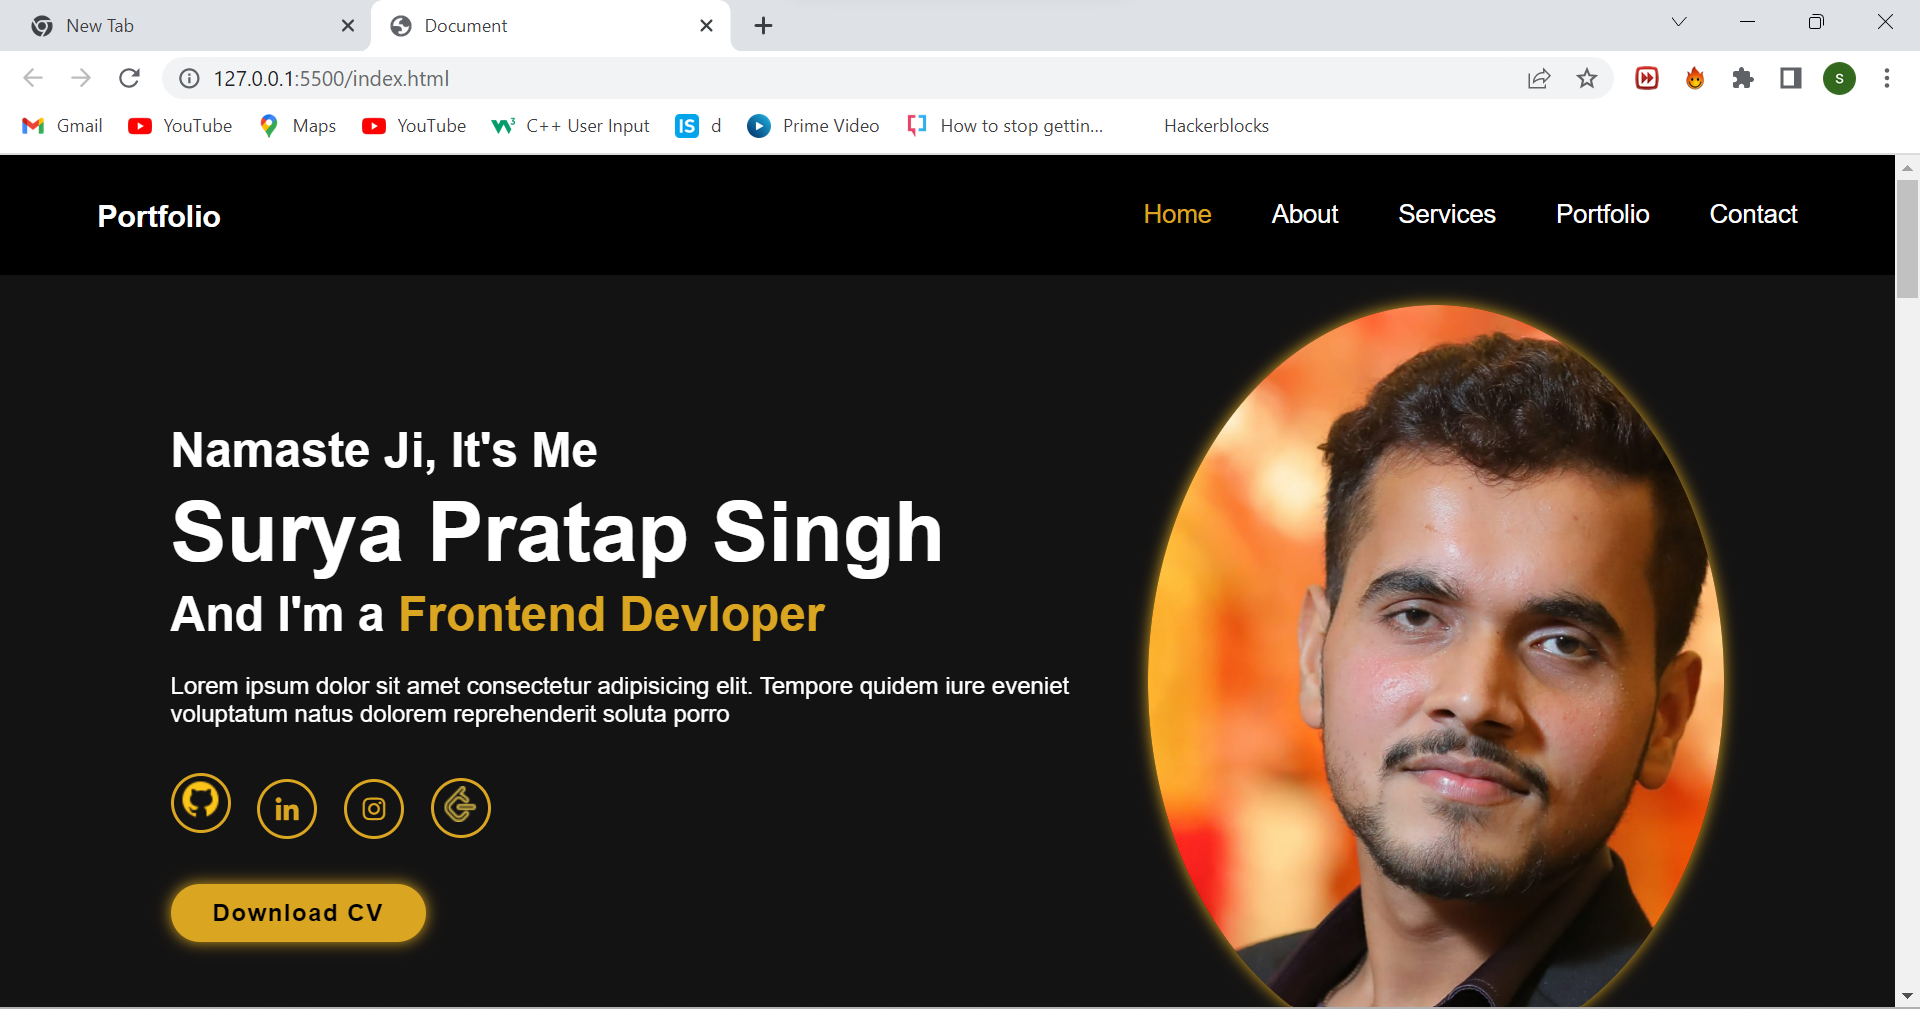 New Tab
Document
127.0.0.1:5500/index.html
S
Gmail
YouTube
Maps
YouTube
C++ User Input
IS
d
Prime Video
How to stop gettin...
Hackerblocks
Portfolio
Home
About
Services
Portfolio
Contact
Namaste Ji, It's Me
Surya Pratap Singh
And I'm a Frontend Devloper
Lorem ipsum dolor sit amet consectetur adipisicing elit. Tempore quidem iure eveniet
voluptatum natus dolorem reprehenderit soluta porro
in
Download CV